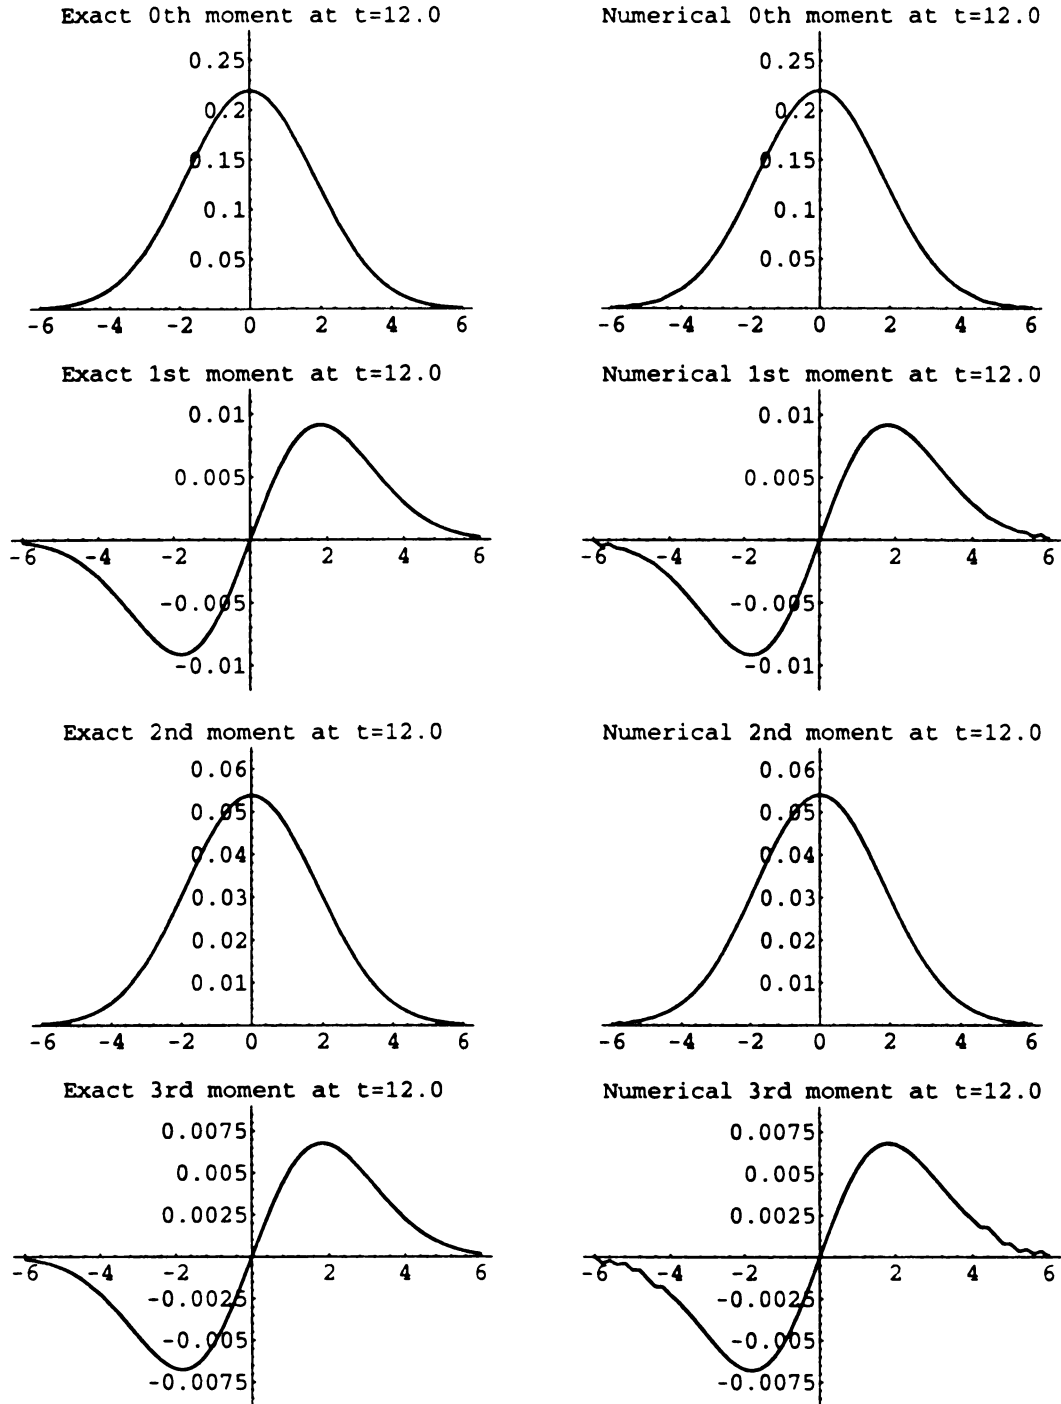 Exact 0th moment at t=12.0
0.25
0.2
0.15
0.1
0.05
-6 -4 -2 0 2 4 6
Numerical 0th moment at t=12.0
0.25
0.2
0.15
0.1
0.05
-6 -4 -2 0 2 4 6
Exact 1st moment at t=12.0
0.01
0.005
-6 -4 -2 2 4 6
-0.005
-0.01
Numerical 1st moment at t=12.0
0.01
0.005
-6 -4 -2 2 4 6
-0.005
-0.01
Exact 2nd moment at t=12.0
0.06
0.05
0.04
0.03
0.02
0.01
-6 -4 -2 0 2 4 6
Numerical 2nd moment at t=12.0
0.06
0.05
0.04
0.03
0.02
0.01
-6 -4 -2 0 2 4 6
Exact 3rd moment at t=12.0
0.0075
0.005
0.0025
-6 -4 -2 2 4 6
-0.0025
-0.005
-0.0075
Numerical 3rd moment at t=12.0
0.0075
0.005
0.0025
-6 -4 -2 2 4 6
-0.0025
-0.005
-0.0075